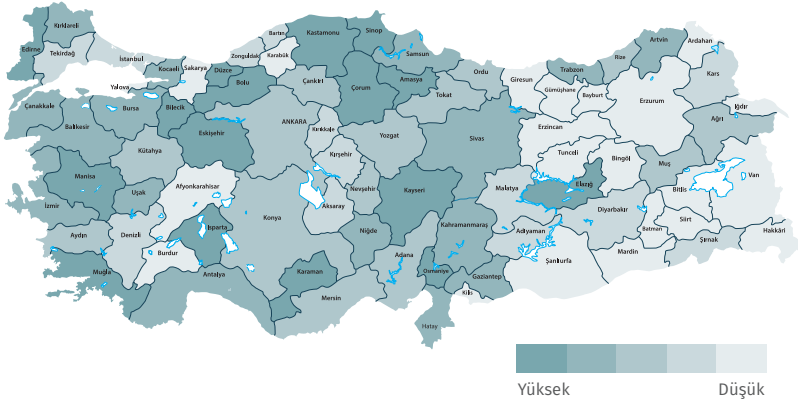 Kırklareli
Edirne
Tekirdağ
İstanbul
Kocaeli
Sakarya
Yalova
Düzce
Bolu
Zonguldak
Bartın
Karabük
Kastamonu
Sinop
Samsun
Çankırı
Çorum
Amasya
Tokat
Ordu
Giresun
Trabzon
Gümüşhane
Bayburt
Rize
Artvin
Ardahan
Kars
Iğdır
Ağrı
Erzurum
Erzincan
Çanakkale
Balıkesir
Bursa
Bilecik
Eskişehir
Kütahya
ANKARA
Kırıkkale
Kırşehir
Yozgat
Sivas
Tunceli
Bingöl
Muş
Bitlis
Van
Elazığ
Malatya
Diyarbakır
Batman
Siirt
Şırnak
Hakkâri
Mardin
Manisa
Uşak
Afyonkarahisar
İzmir
Aydın
Denizli
Burdur
Isparta
Muğla
Antalya
Konya
Aksaray
Nevşehir
Niğde
Kayseri
Kahramanmaraş
Adıyaman
Şanlıurfa
Karaman
Mersin
Adana
Osmaniye
Gaziantep
Kilis
Hatay
Yüksek Düşük